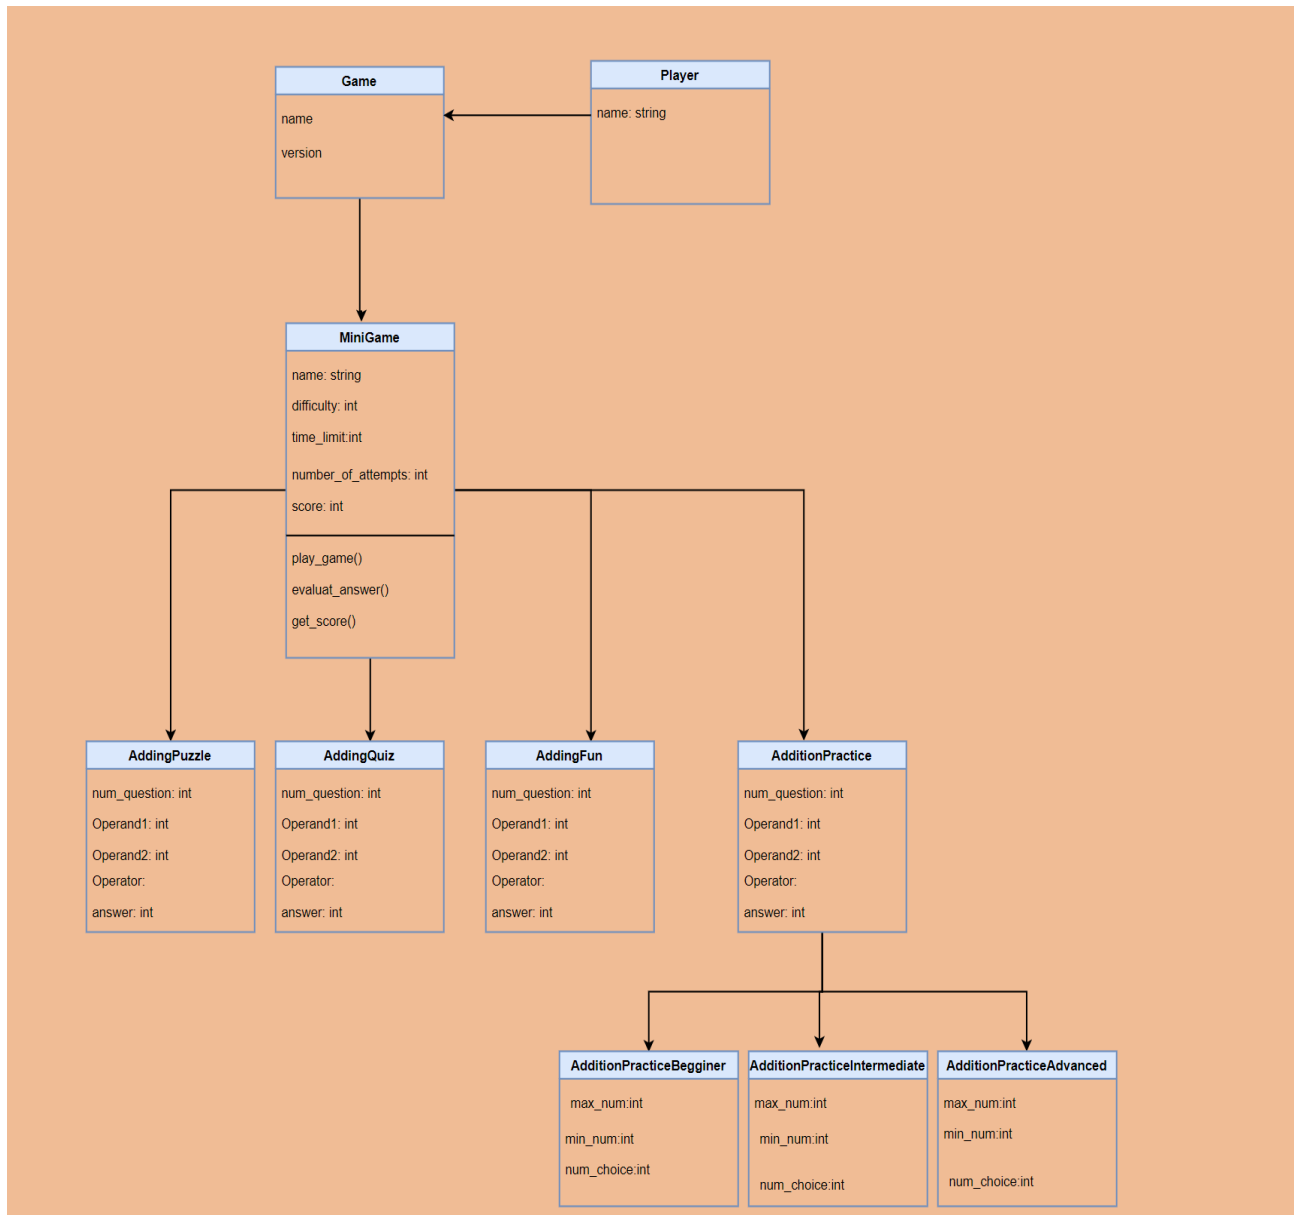 Game
name
version
Player
name: string
MiniGame
name: string
difficulty: int
time_limit:int
number_of_attempts: int
score: int
play_game()
evaluat_answer()
get_score()
AddingPuzzle
num_question: int
Operand1: int
Operand2: int
Operator:
answer: int
AddingQuiz
num_question: int
Operand1: int
Operand2: int
Operator:
answer: int
AddingFun
num_question: int
Operand1: int
Operand2: int
Operator:
answer: int
AdditionPractice
num_question: int
Operand1: int
Operand2: int
Operator:
answer: int
AdditionPracticeBegginer
max_num:int
min_num:int
num_choice:int
AdditionPracticeIntermediate
max_num:int
min_num:int
num_choice:int
AdditionPracticeAdvanced
max_num:int
min_num:int
num_choice:int